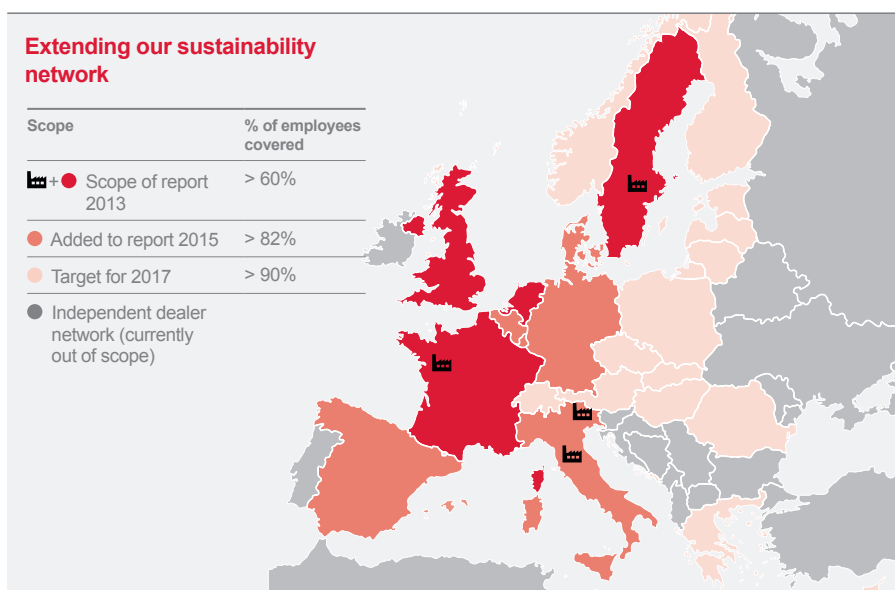 Extending our sustainability
network
Scope
% of employees
covered
+ Scope of report
2013
> 60%
Added to report 2015
> 82%
Target for 2017
> 90%
Independent dealer
network (currently
out of scope)